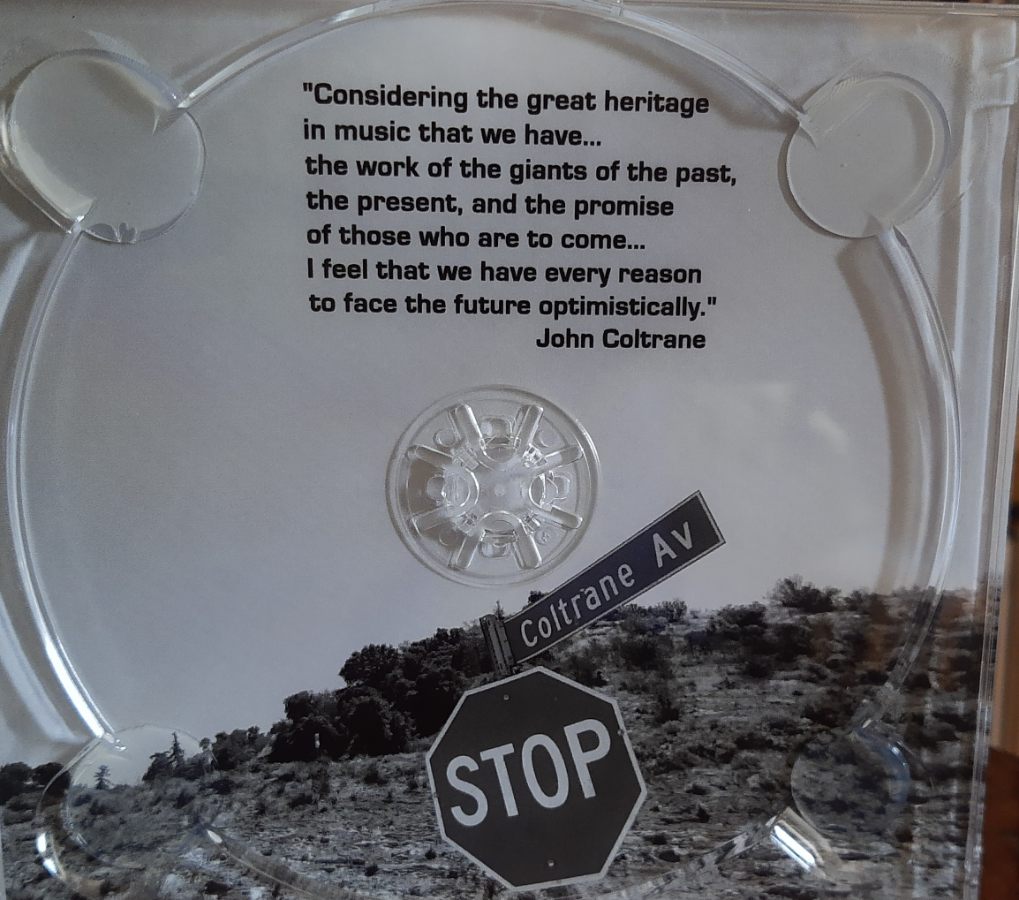 "Considering the great heritage
in music that we have...
the work of the giants of the past,
the present, and the promise
of those who are to come...
I feel that we have every reason
to face the future optimistically."
John Coltrane
Coltrane Av
STOP